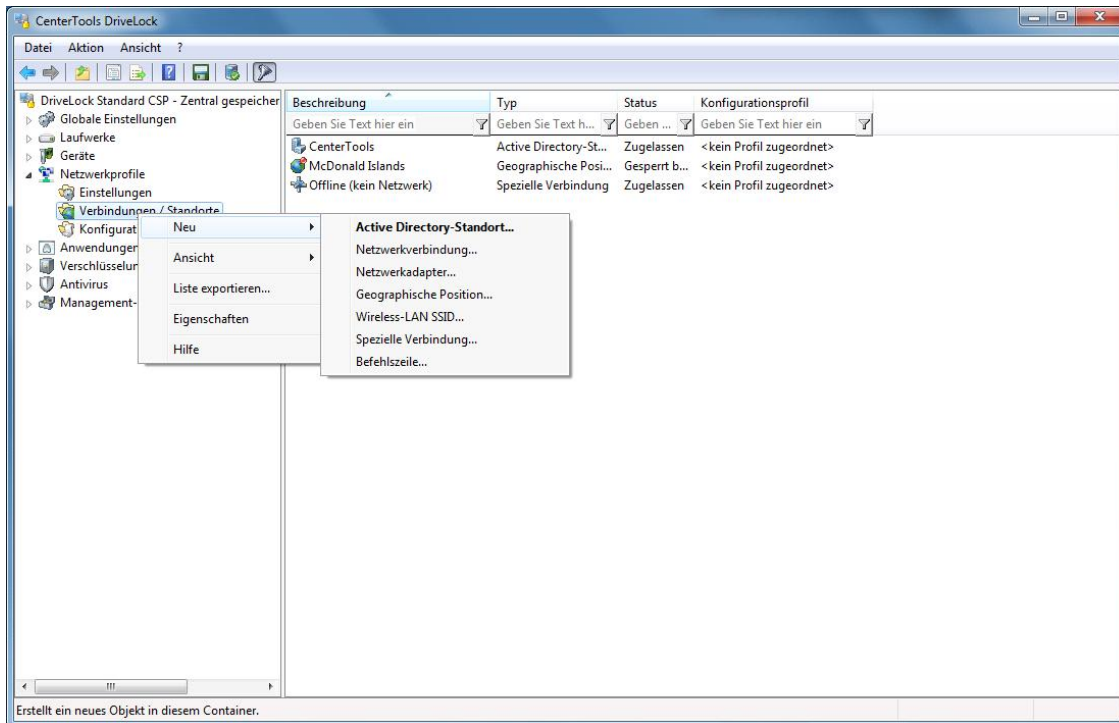 CenterTools DriveLock
Datei Aktion Ansicht ?
DriveLock Standard CSP - Zentral gespeicher
Globale Einstellungen
Laufwerke
Geräte
Netzwerkprofile
Einstellungen
Verbindungen / Standorte
Konfigurat
Anwendunger
Verschlüsselur
Antivirus
Management-
Beschreibung Typ Status Konfigurationsprofil
Geben Sie Text hier ein Geben Sie Text h... Geben ... Geben Sie Text hier ein
CenterTools Active Directory-St... Zugelassen <kein Profil zugeordnet>
McDonald Islands Geographische Posi... Gesperrt b... <kein Profil zugeordnet>
Offline (kein Netzwerk) Spezielle Verbindung Zugelassen <kein Profil zugeordnet>
Neu
Ansicht
Liste exportieren...
Eigenschaften
Hilfe
Active Directory-Standort...
Netzwerkverbindung...
Netzwerkadapter...
Geographische Position...
Wireless-LAN SSID...
Spezielle Verbindung...
Befehlszeile...
Erstellt ein neues Objekt in diesem Container.